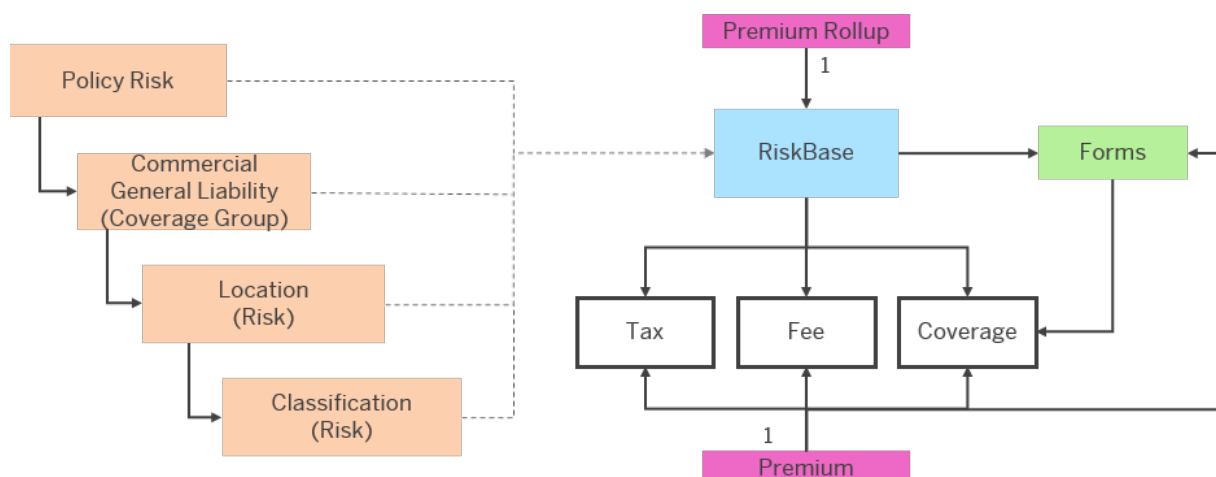 Premium Rollup
1
Policy Risk
RiskBase
Forms
Commercial
General Liability
(Coverage Group)
Location
(Risk)
Tax
Fee
Coverage
Classification
(Risk)
1
Premium